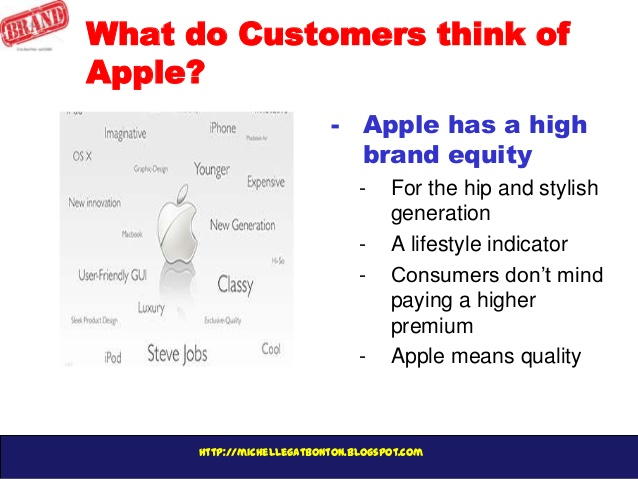 BRAND
What do Customers think of
Apple?
Imaginative
iPhone
OS X
Graphic-Design
Younger
Expensive
New innovation
Macbook
New Generation
Hi-So
User-Friendly GUI
Classy
Luxury
Sleek Product Design
Exclusive-Quality
iPod
Steve Jobs
Cool
- Apple has a high
brand equity
- For the hip and stylish
generation
- A lifestyle indicator
- Consumers don’t mind
paying a higher
premium
- Apple means quality
HTTP://MICHELLEGATBONTON.BLOGSPOT.COM